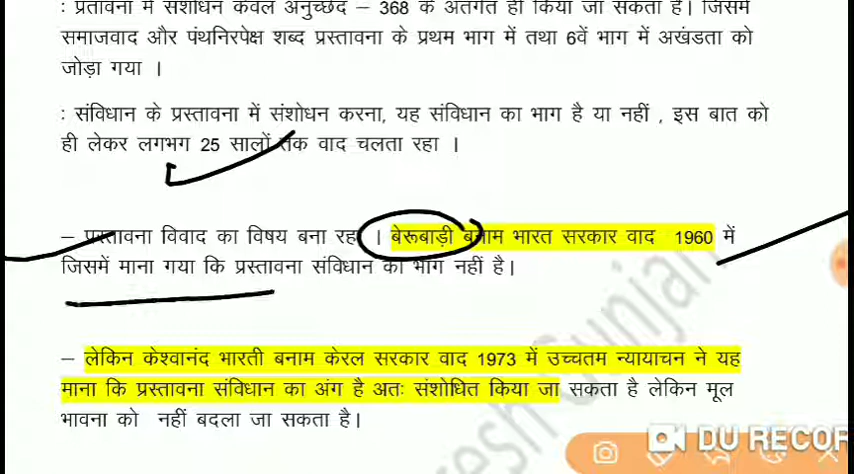 : प्रतावना में संशोधन केवल अनुच्छेद – 368 के अंतर्गत ही किया जा सकता है। जिसमें
समाजवाद और पंथनिरपेक्ष शब्द प्रस्तावना के प्रथम भाग में तथा 6वें भाग में अखंडता को
जोड़ा गया ।
: संविधान के प्रस्तावना में संशोधन करना, यह संविधान का भाग है या नहीं , इस बात को
ही लेकर लगभग 25 सालों तक वाद चलता रहा ।
– प्रस्तावना विवाद का विषय बना रहा । बेरूबाड़ी बनाम भारत सरकार वाद 1960 में
जिसमें माना गया कि प्रस्तावना संविधान का भाग नहीं है।
– लेकिन केश्वानंद भारती बनाम केरल सरकार वाद 1973 में उच्चतम न्यायाचन ने यह
माना कि प्रस्तावना संविधान का अंग है अतः संशोधित किया जा सकता है लेकिन मूल
भावना को नहीं बदला जा सकता है।
esh Gunjan
DU RECOR